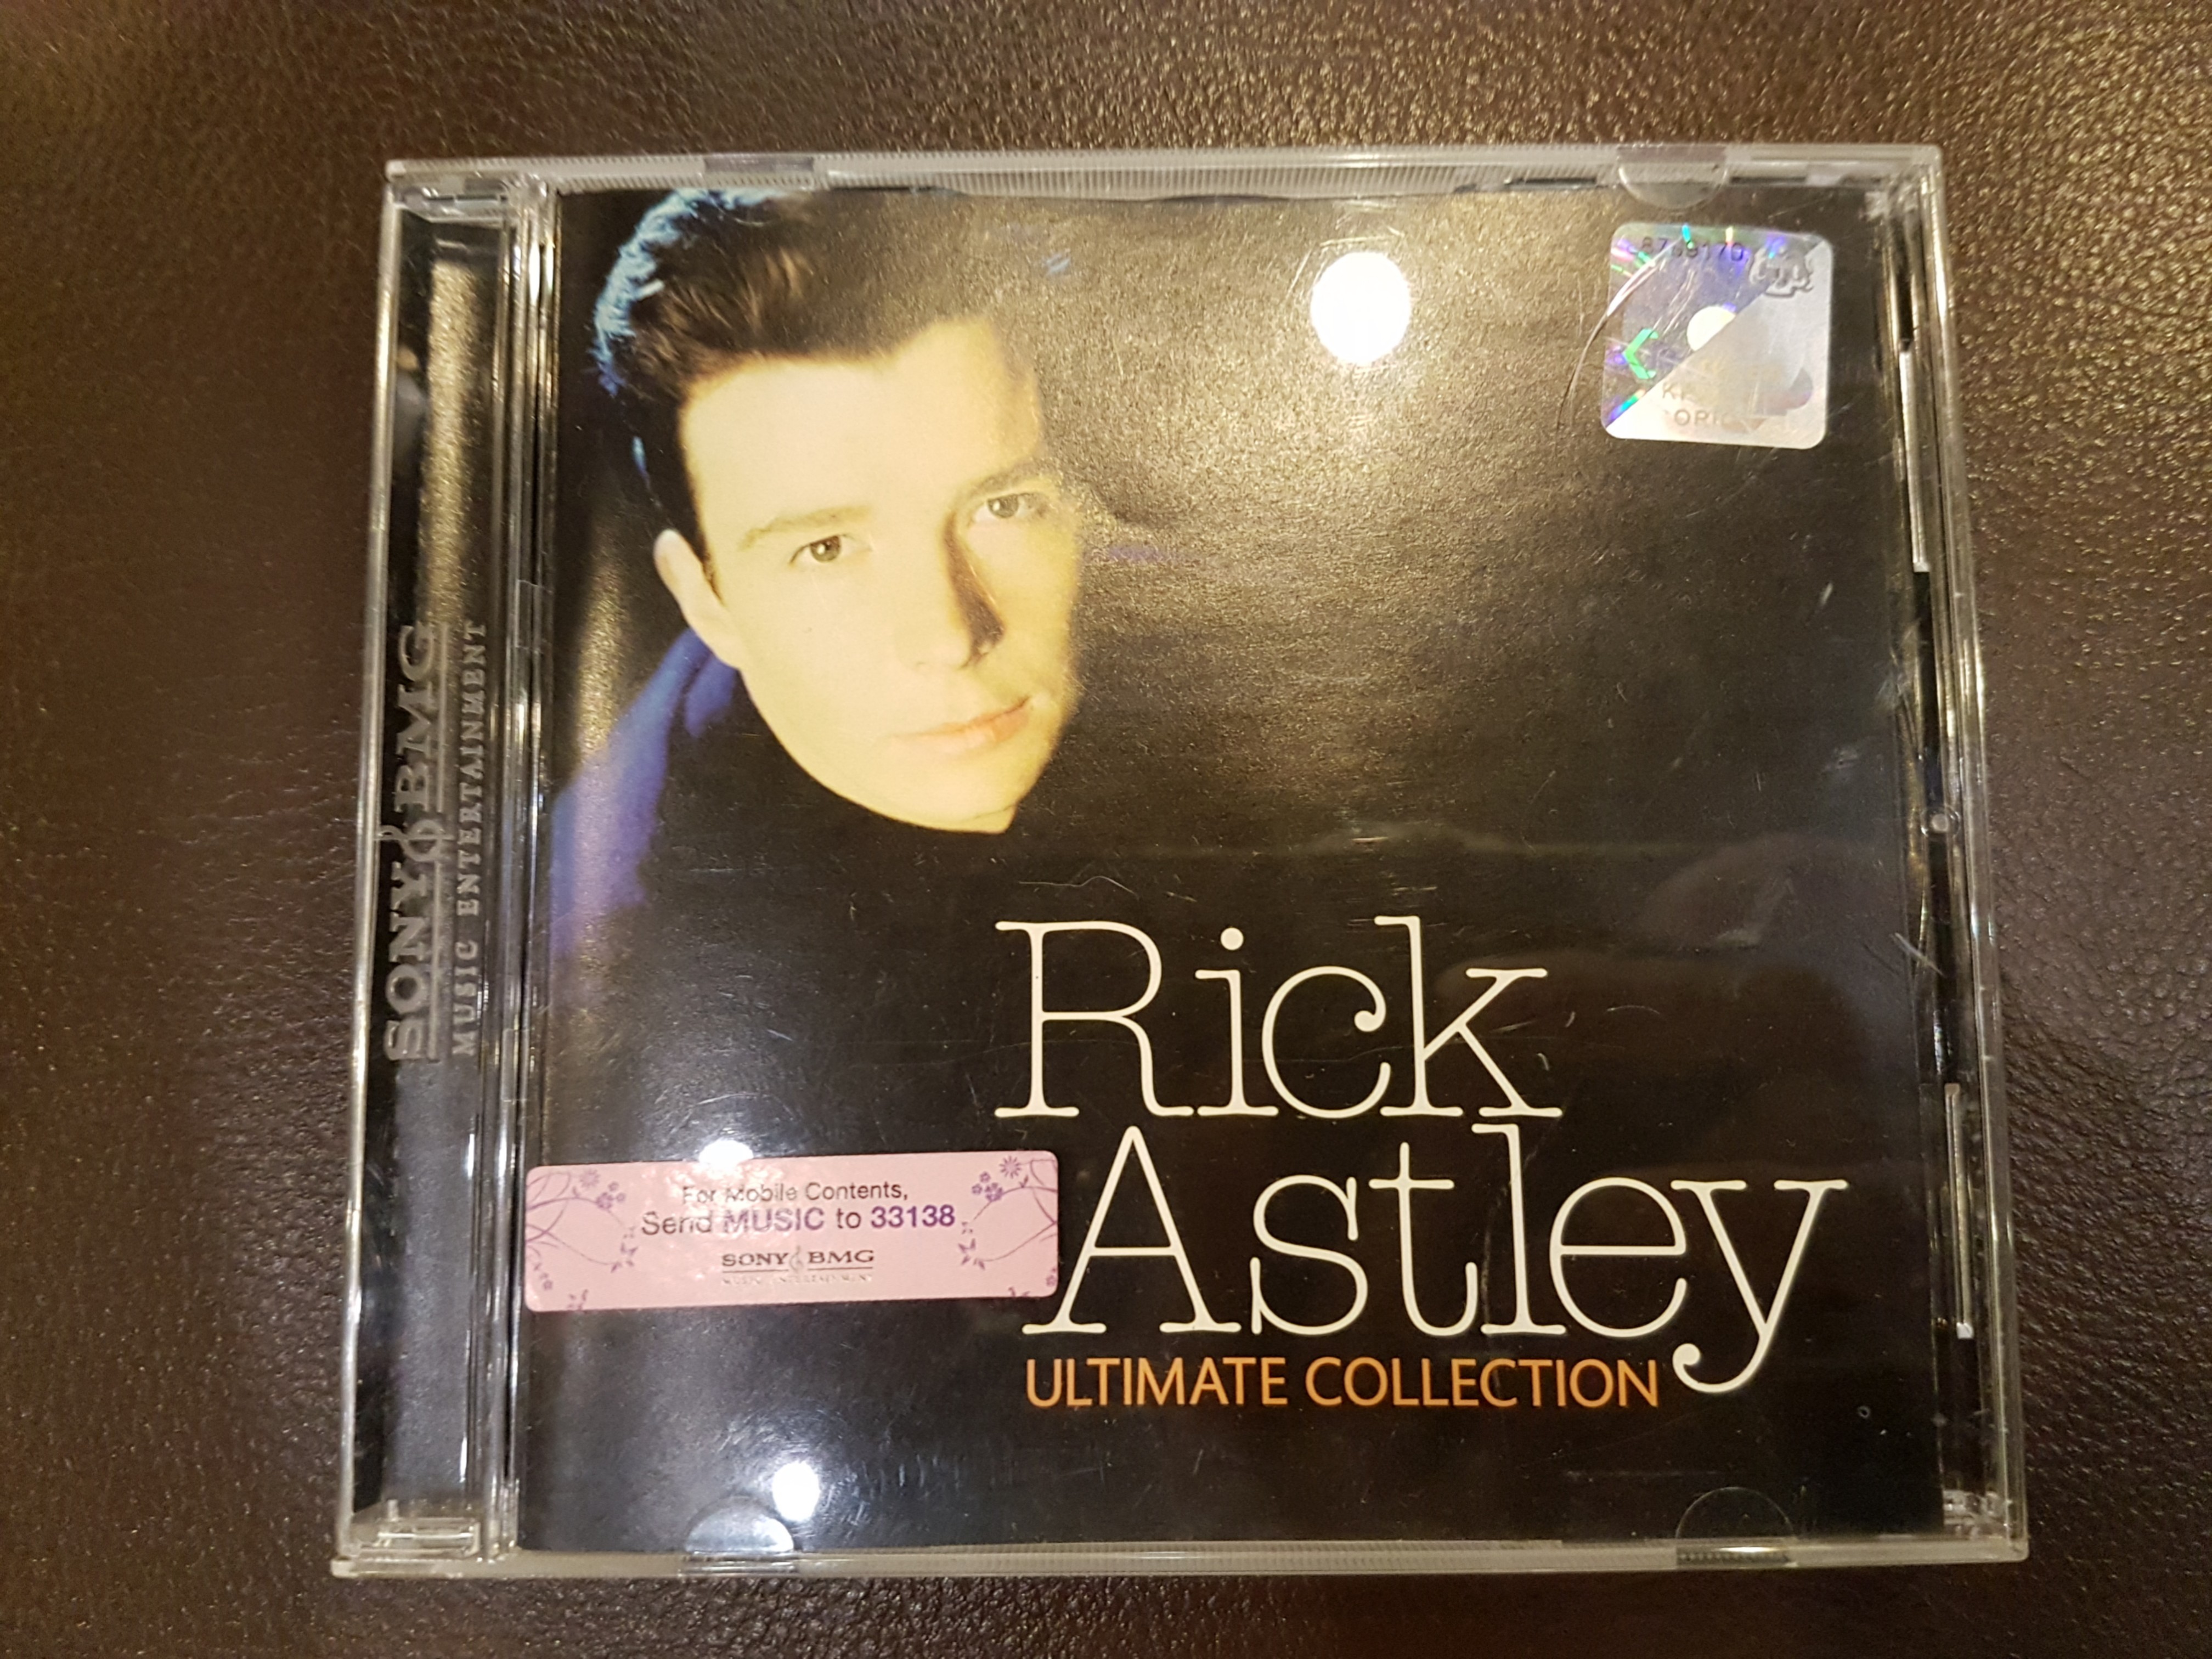 SONY BMG
MUSIC ENTERTAINMENT
Rick
Astley
ULTIMATE COLLECTION
For Mobile Contents,
Send MUSIC to 33138
SONY BMG